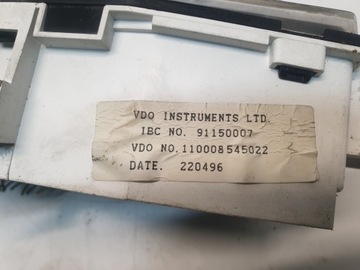 VDO INSTRUMENTS LTD.
IBC NO. 91150007
VDO NO. 110008545022
DATE. 220496